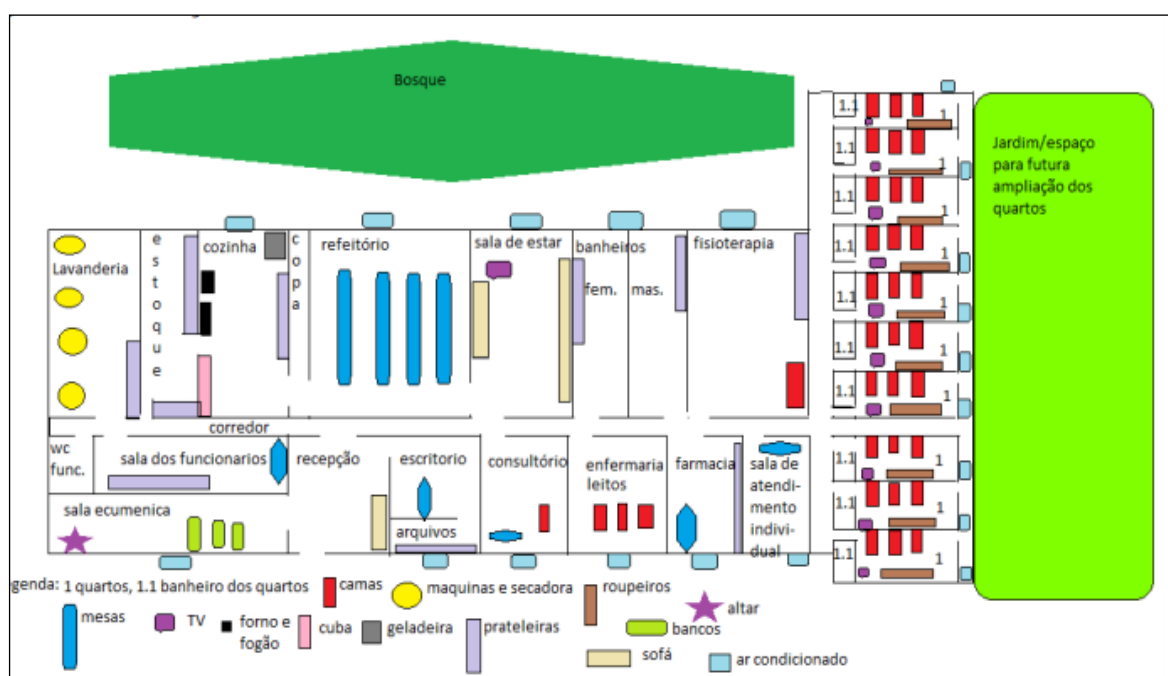 Bosque
Jardim/espaço
para futura
ampliação dos
quartos
1.1 1
1.1 1
1.1 1
1.1 1
1.1 1
1.1 1
1.1 1
1.1 1
1.1 1
1.1 1
Lavanderia
estoque
cozinha
copa
refeitório
sala de estar
banheiros
fem. mas.
fisioterapia
corredor
wc
func.
sala dos funcionarios
recepção
escritorio
arquivos
consultório
enfermaria
leitos
farmacia
sala de
atendi-
mento
individual
sala ecumenica
genda: 1 quartos, 1.1 banheiro dos quartos
camas
maquinas e secadora
roupeiros
altar
mesas
TV
forno e
fogão
cuba
geladeira
prateleiras
bancos
sofá
ar condicionado